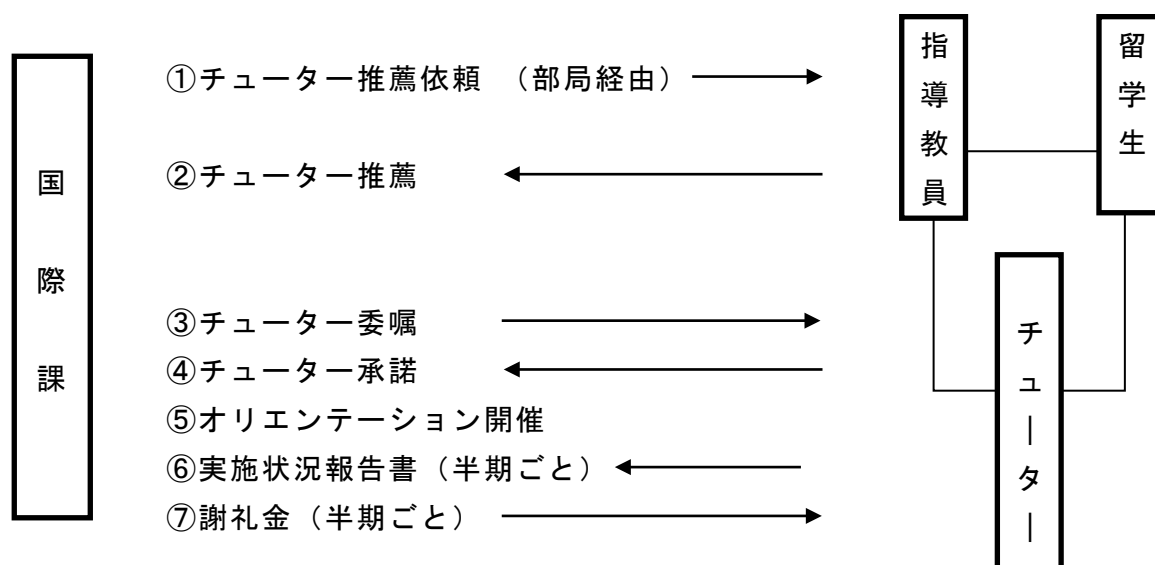 国際課
①チューター推薦依頼 （部局経由）
②チューター推薦
③チューター委嘱
④チューター承諾
⑤オリエンテーション開催
⑥実施状況報告書（半期ごと）
⑦謝礼金（半期ごと）
指導教員
留学生
チューター